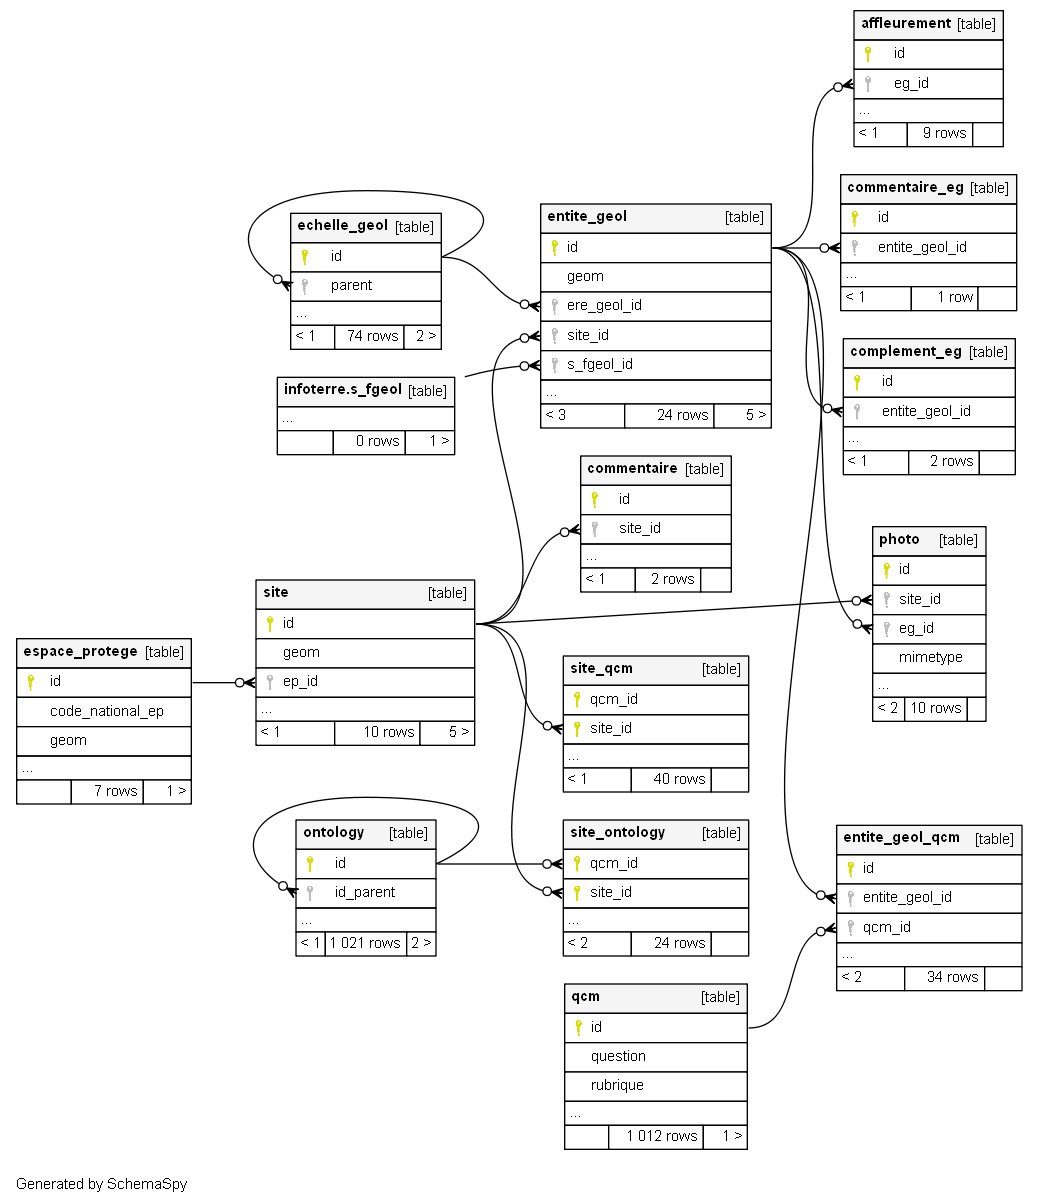 affleurement [table]
id
eg_id
...
< 1 9 rows
commentaire_eg [table]
id
entite_geol_id
...
< 1 1 row
echelle_geol [table]
id
parent
...
< 1 74 rows 2 >
entite_geol [table]
id
geom
ere_geol_id
site_id
s_fgeol_id
...
< 3 24 rows 5 >
complement_eg [table]
id
entite_geol_id
...
< 1 2 rows
infoterre.s_fgeol [table]
...
0 rows 1 >
commentaire [table]
id
site_id
...
< 1 2 rows
photo [table]
id
site_id
eg_id
mimetype
...
< 2 10 rows
site [table]
id
geom
ep_id
...
< 1 10 rows 5 >
espace_protege [table]
id
code_national_ep
geom
...
7 rows 1 >
site_qcm [table]
qcm_id
site_id
...
< 1 40 rows
ontology [table]
id
id_parent
...
< 1 1 021 rows 2 >
site_ontology [table]
qcm_id
site_id
...
< 2 24 rows
entite_geol_qcm [table]
id
entite_geol_id
qcm_id
...
< 2 34 rows
qcm [table]
id
question
rubrique
...
1 012 rows 1 >
Generated by SchemaSpy